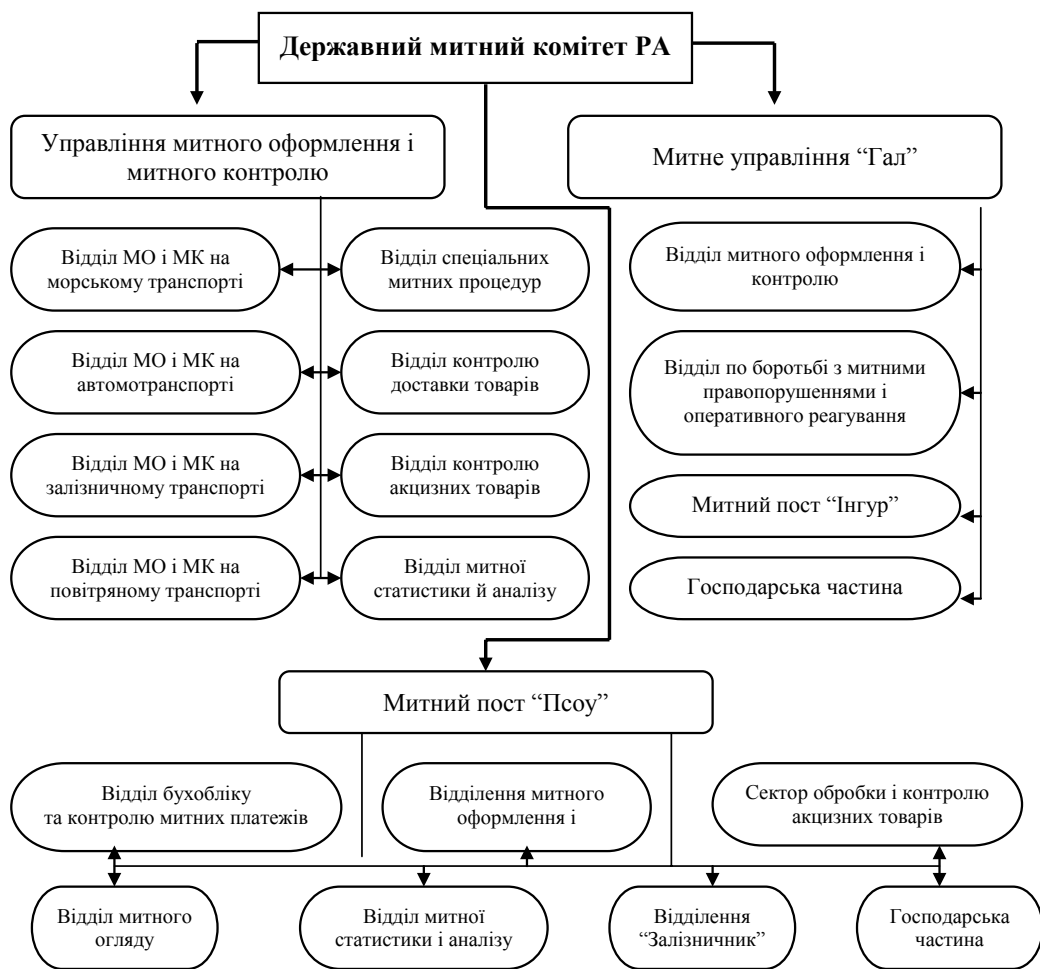 Державний митний комітет РА
Управління митного оформлення і
митного контролю
Митне управління “Гал”
Відділ МО і МК на
морському транспорті
Відділ спеціальних
митних процедур
Відділ митного оформлення і
контролю
Відділ МО і МК на
автомотранспорті
Відділ контролю
доставки товарів
Відділ по боротьбі з митними
правопорушеннями і
оперативного реагування
Відділ МО і МК на
залізничному транспорті
Відділ контролю
акцизних товарів
Митний пост “Інгур”
Відділ МО і МК на
повітряному транспорті
Відділ митної
статистики й аналізу
Господарська частина
Митний пост “Псоу”
Відділ бухобліку
та контролю митних платежів
Відділення митного
оформлення і
Сектор обробки і контролю
акцизних товарів
Відділ митного
огляду
Відділ митної
статистики і аналізу
Відділення
“Залізничник”
Господарська
частина